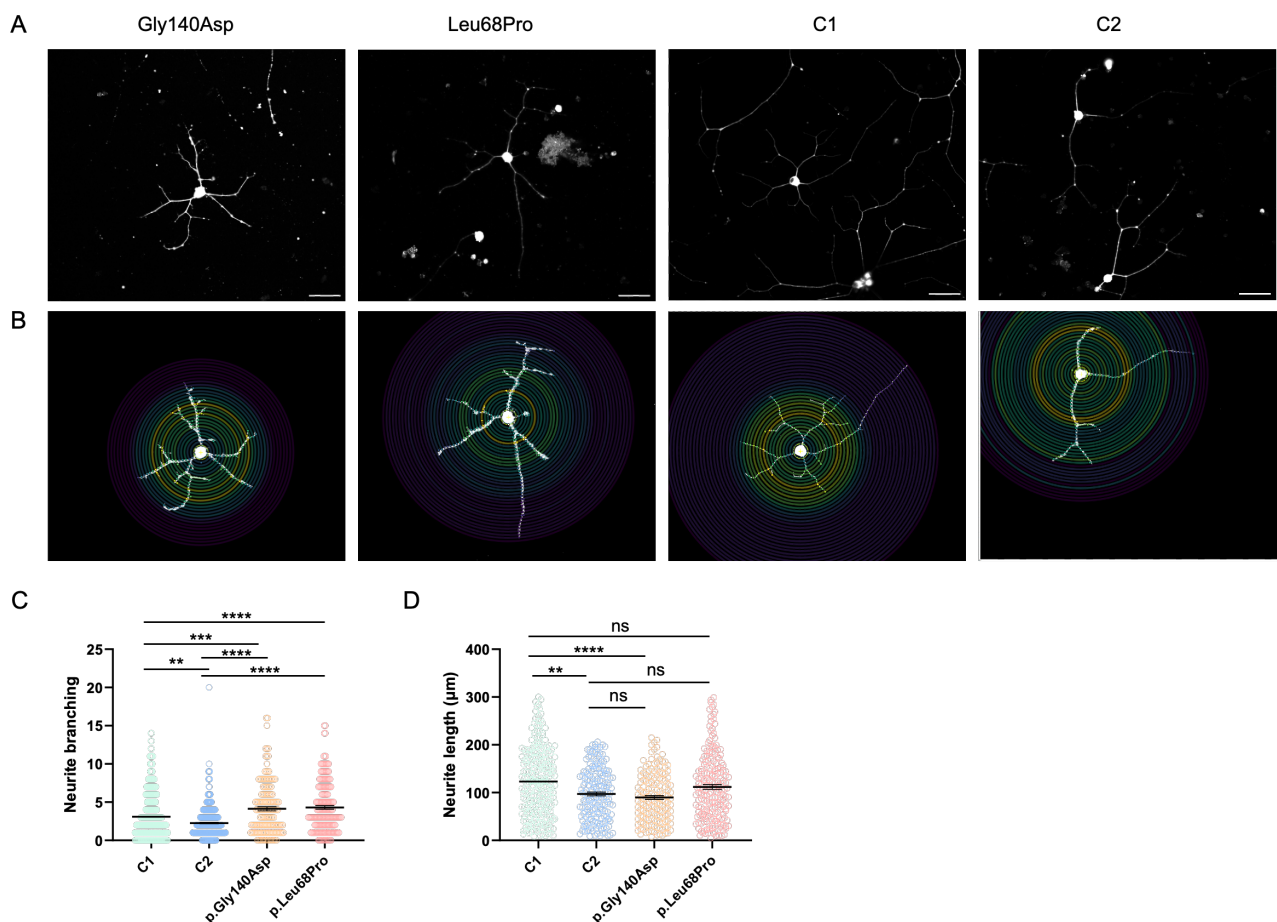 A
Gly140Asp
Leu68Pro
C1
C2
B
C
D
****
***
****
**
****
25
20
15
10
5
0
Neurite branching
C1
C2
p.Gly140Asp
p.Leu68Pro
ns
****
**
ns
ns
400
300
200
100
0
Neurite length (μm)
C1
C2
p.Gly140Asp
p.Leu68Pro